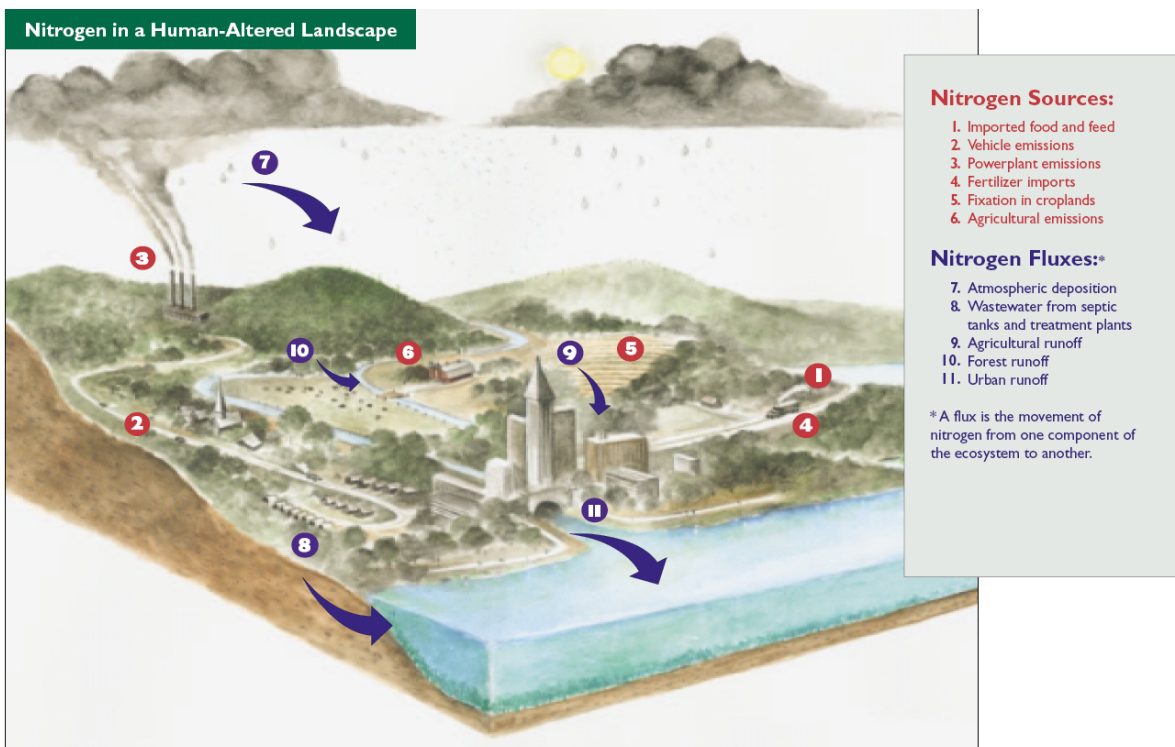 Nitrogen in a Human-Altered Landscape
7
3
10
6
9
5
1
2
4
11
8
Nitrogen Sources:
1. Imported food and feed
2. Vehicle emissions
3. Powerplant emissions
4. Fertilizer imports
5. Fixation in croplands
6. Agricultural emissions
Nitrogen Fluxes:*
7. Atmospheric deposition
8. Wastewater from septic
tanks and treatment plants
9. Agricultural runoff
10. Forest runoff
11. Urban runoff
*A flux is the movement of
nitrogen from one component of
the ecosystem to another.